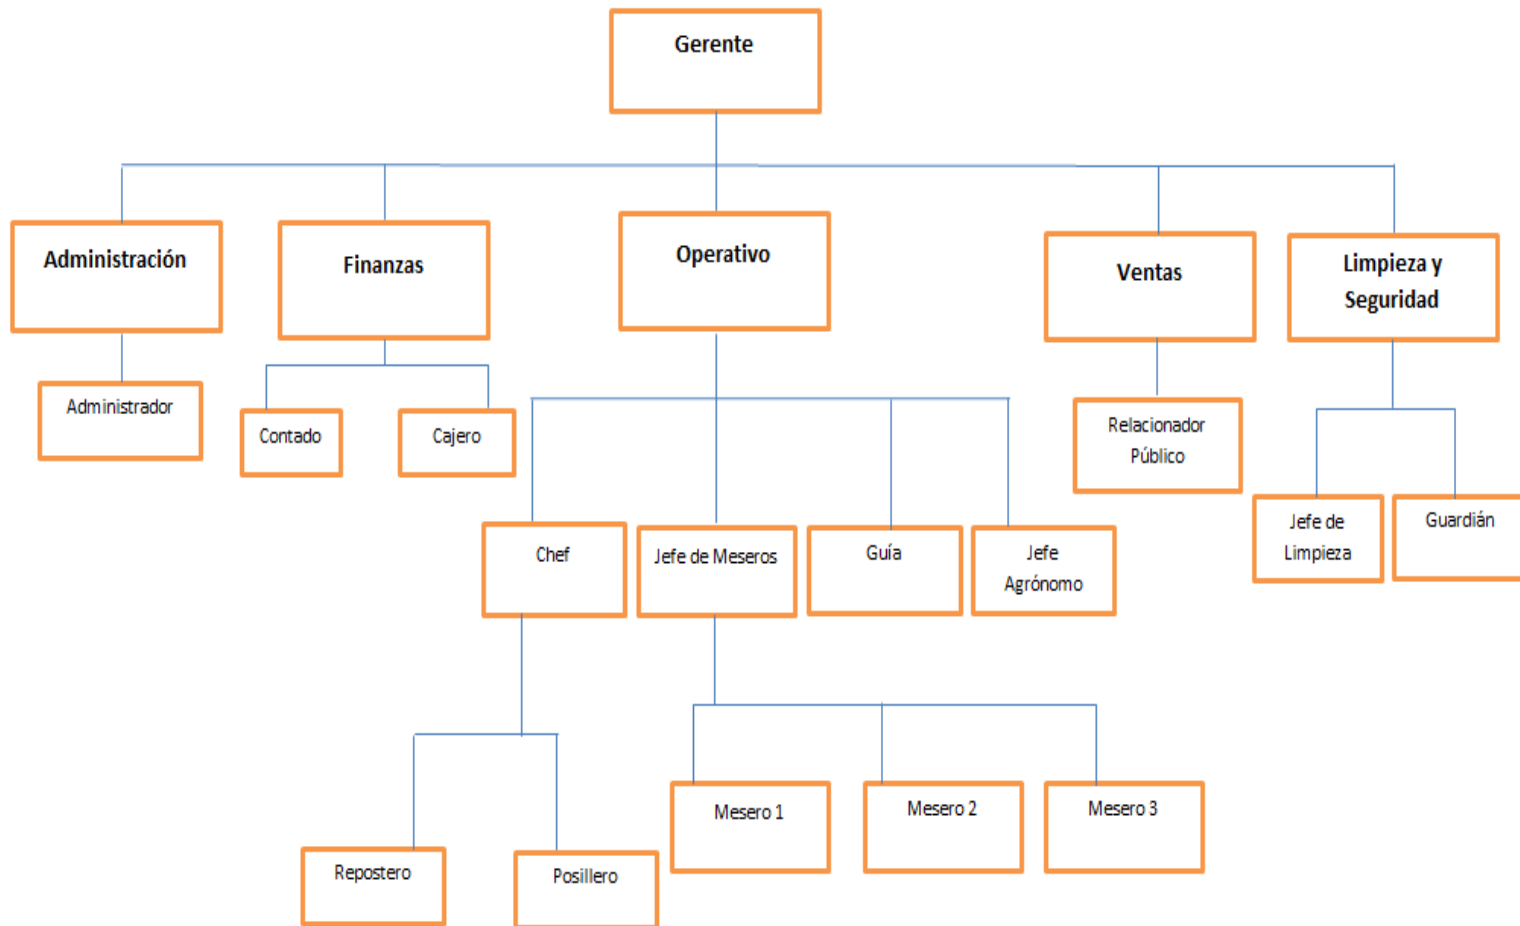 Gerente
Administración
Finanzas
Operativo
Ventas
Limpieza y
Seguridad
Administrador
Contado
Cajero
Relacionador
Público
Chef
Jefe de Meseros
Guía
Jefe
Agrónomo
Jefe de
Limpieza
Guardián
Mesero 1
Mesero 2
Mesero 3
Repostero
Posillero